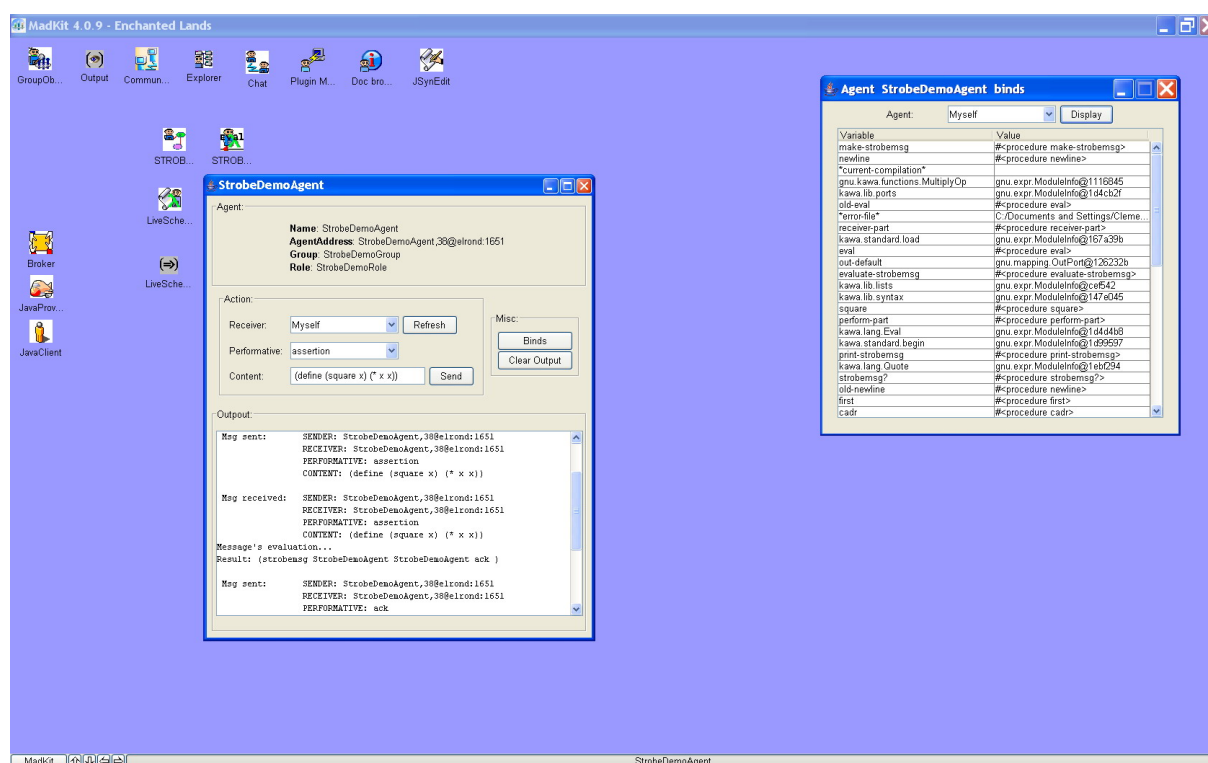 MadKit 4.0.9 - Enchanted Lands
GroupOb... Output Commun... Explorer Chat Plugin M... Doc bro... JSynEdit
STROB... STROB...
LiveSche...
Broker
LiveSche...
JavaProv...
JavaClient
StrobeDemoAgent
Agent:
Name: StrobeDemoAgent
AgentAddress: StrobeDemoAgent,38@elrond:1651
Group: StrobeDemoGroup
Role: StrobeDemoRole
Action:
Receiver: Myself Refresh
Performative: assertion
Content: (define (square x) (* x x)) Send
Misc:
Binds
Clear Output
Outpout:
Msg sent: SENDER: StrobeDemoAgent,38@elrond:1651
RECEIVER: StrobeDemoAgent,38@elrond:1651
PERFORMATIVE: assertion
CONTENT: (define (square x) (* x x))
Msg received: SENDER: StrobeDemoAgent,38@elrond:1651
RECEIVER: StrobeDemoAgent,38@elrond:1651
PERFORMATIVE: assertion
CONTENT: (define (square x) (* x x))
Message's evaluation...
Result: (strobemsg StrobeDemoAgent StrobeDemoAgent ack )
Msg sent: SENDER: StrobeDemoAgent,38@elrond:1651
RECEIVER: StrobeDemoAgent,38@elrond:1651
PERFORMATIVE: ack
Agent StrobeDemoAgent binds
Agent: Myself Display
Variable Value
make-strobemsg #<procedure make-strobemsg>
newline #<procedure newline>
*current-compilation*
gnu.kawa.functions.MultiplyOp gnu.expr.ModuleInfo@1116845
kawa.lib.ports gnu.expr.ModuleInfo@1d4cb2f
old-eval #<procedure eval>
*error-file* C:/Documents and Settings/Cleme...
receiver-part #<procedure receiver-part>
kawa.standard.load gnu.expr.ModuleInfo@167a39b
eval #<procedure eval>
out-default gnu.mapping.OutPort@126232b
evaluate-strobemsg #<procedure evaluate-strobemsg>
kawa.lib.lists gnu.expr.ModuleInfo@cef542
kawa.lib.syntax gnu.expr.ModuleInfo@147e045
square #<procedure square>
perform-part #<procedure perform-part>
kawa.lang.Eval gnu.expr.ModuleInfo@1d4d4b8
kawa.standard.begin gnu.expr.ModuleInfo@1d99597
print-strobemsg #<procedure print-strobemsg>
kawa.lang.Quote gnu.expr.ModuleInfo@1ebf294
strobemsg? #<procedure strobemsg?>
old-newline #<procedure newline>
first #<procedure first>
cadr #<procedure cadr>
MadKit StrobeDemoAgent